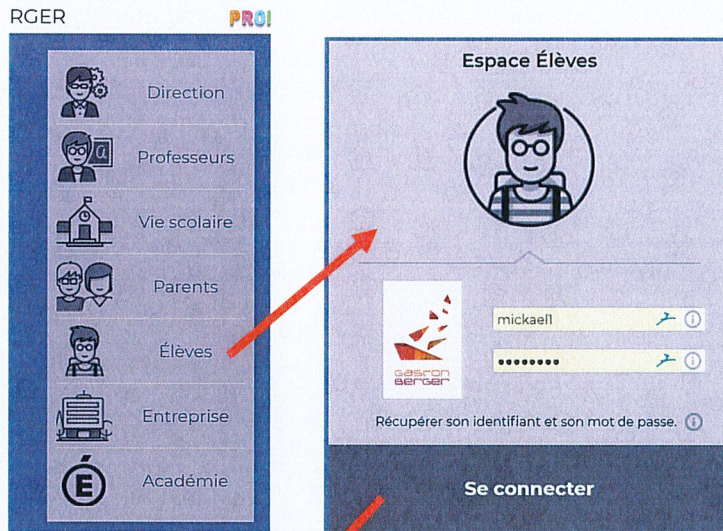 RGER
PROI
Direction
Professeurs
Vie scolaire
Parents
Élèves
Entreprise
É
Académie
Espace Élèves
mickael1
GASTON
BERGER
Récupérer son identifiant et son mot de passe.
Se connecter